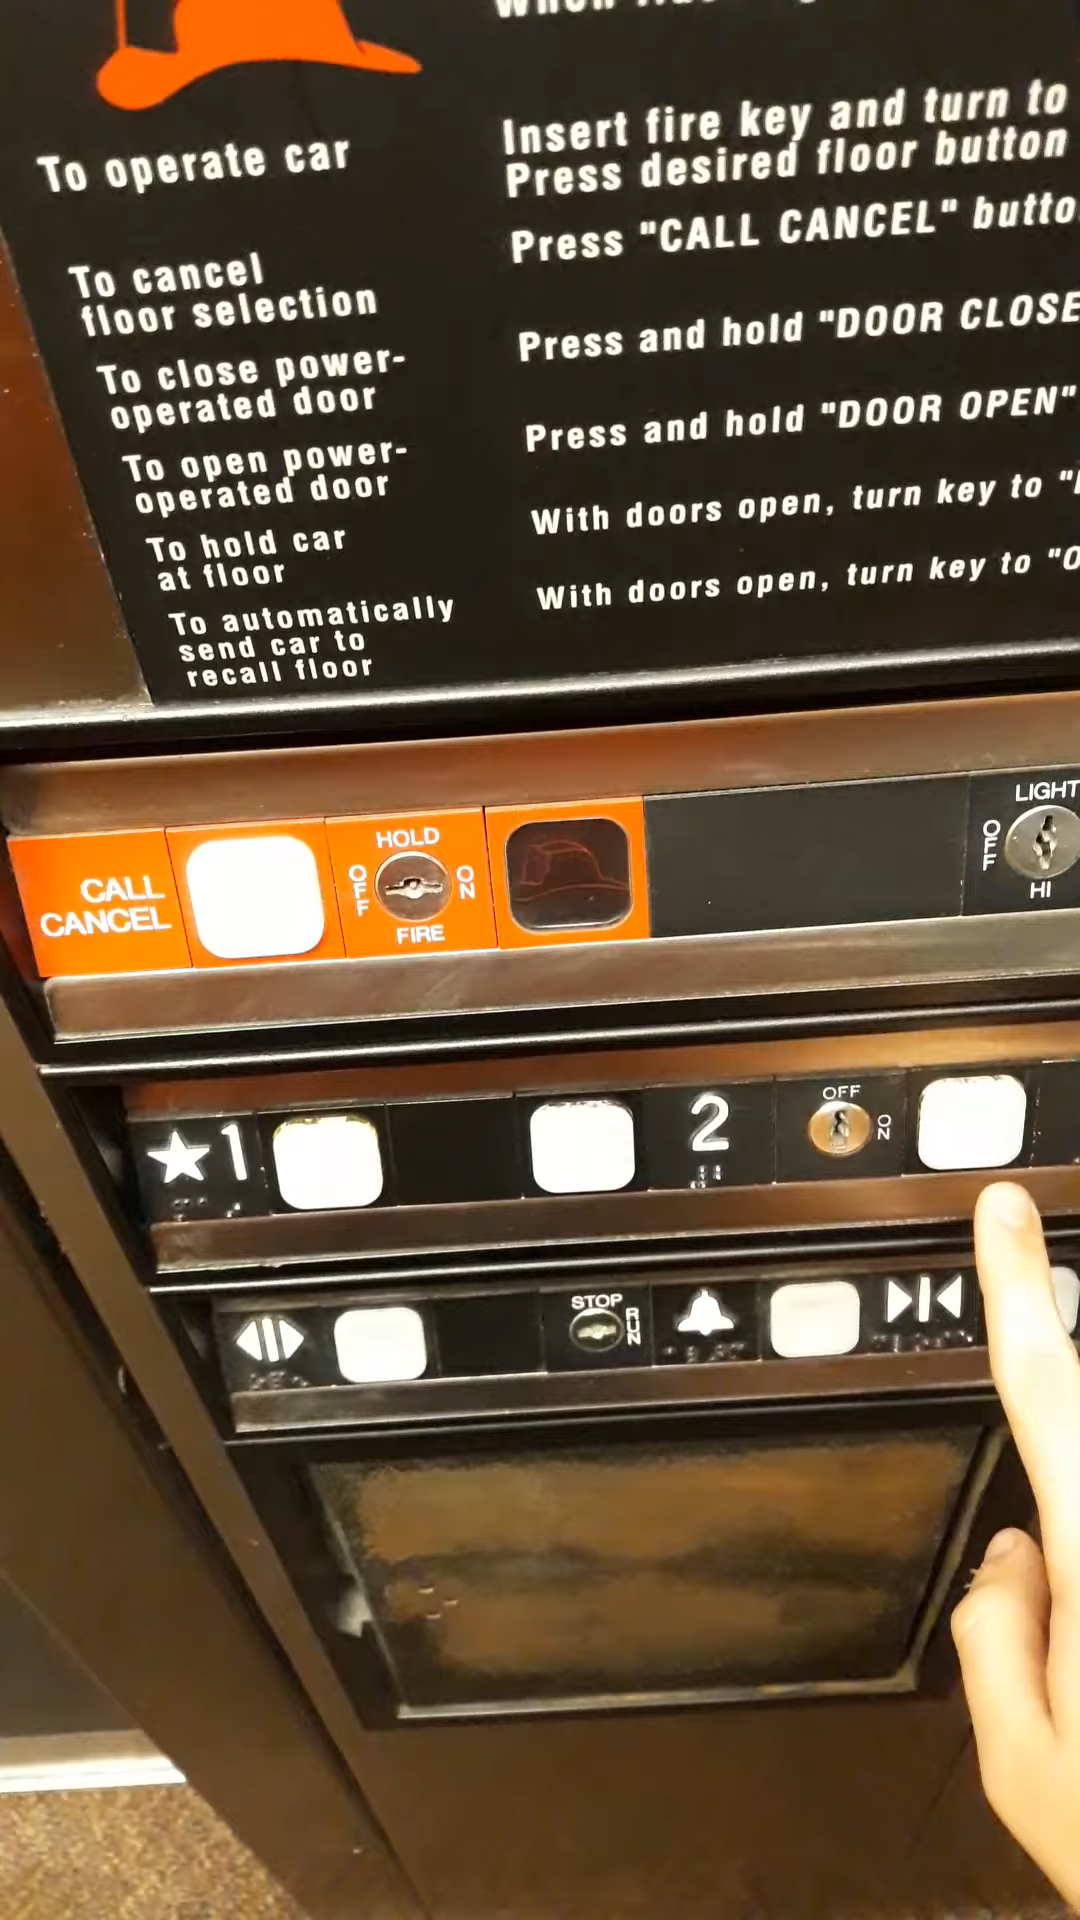 To operate car
Insert fire key and turn to
Press desired floor button
To cancel
floor selection
Press "CALL CANCEL"
To close power-
operated door
Press and hold "DOOR CLOSE
To open power-
operated door
Press and hold "DOOR OPEN"
To hold car
at floor
With doors open, turn key to
To automatically
send car to
recall floor
With doors open, turn key to "O
CALL
CANCEL
HOLD
OFF
ON
FIRE
LIGHT
OFF
HI
★1
2
OFF
ON
STOP
RUN